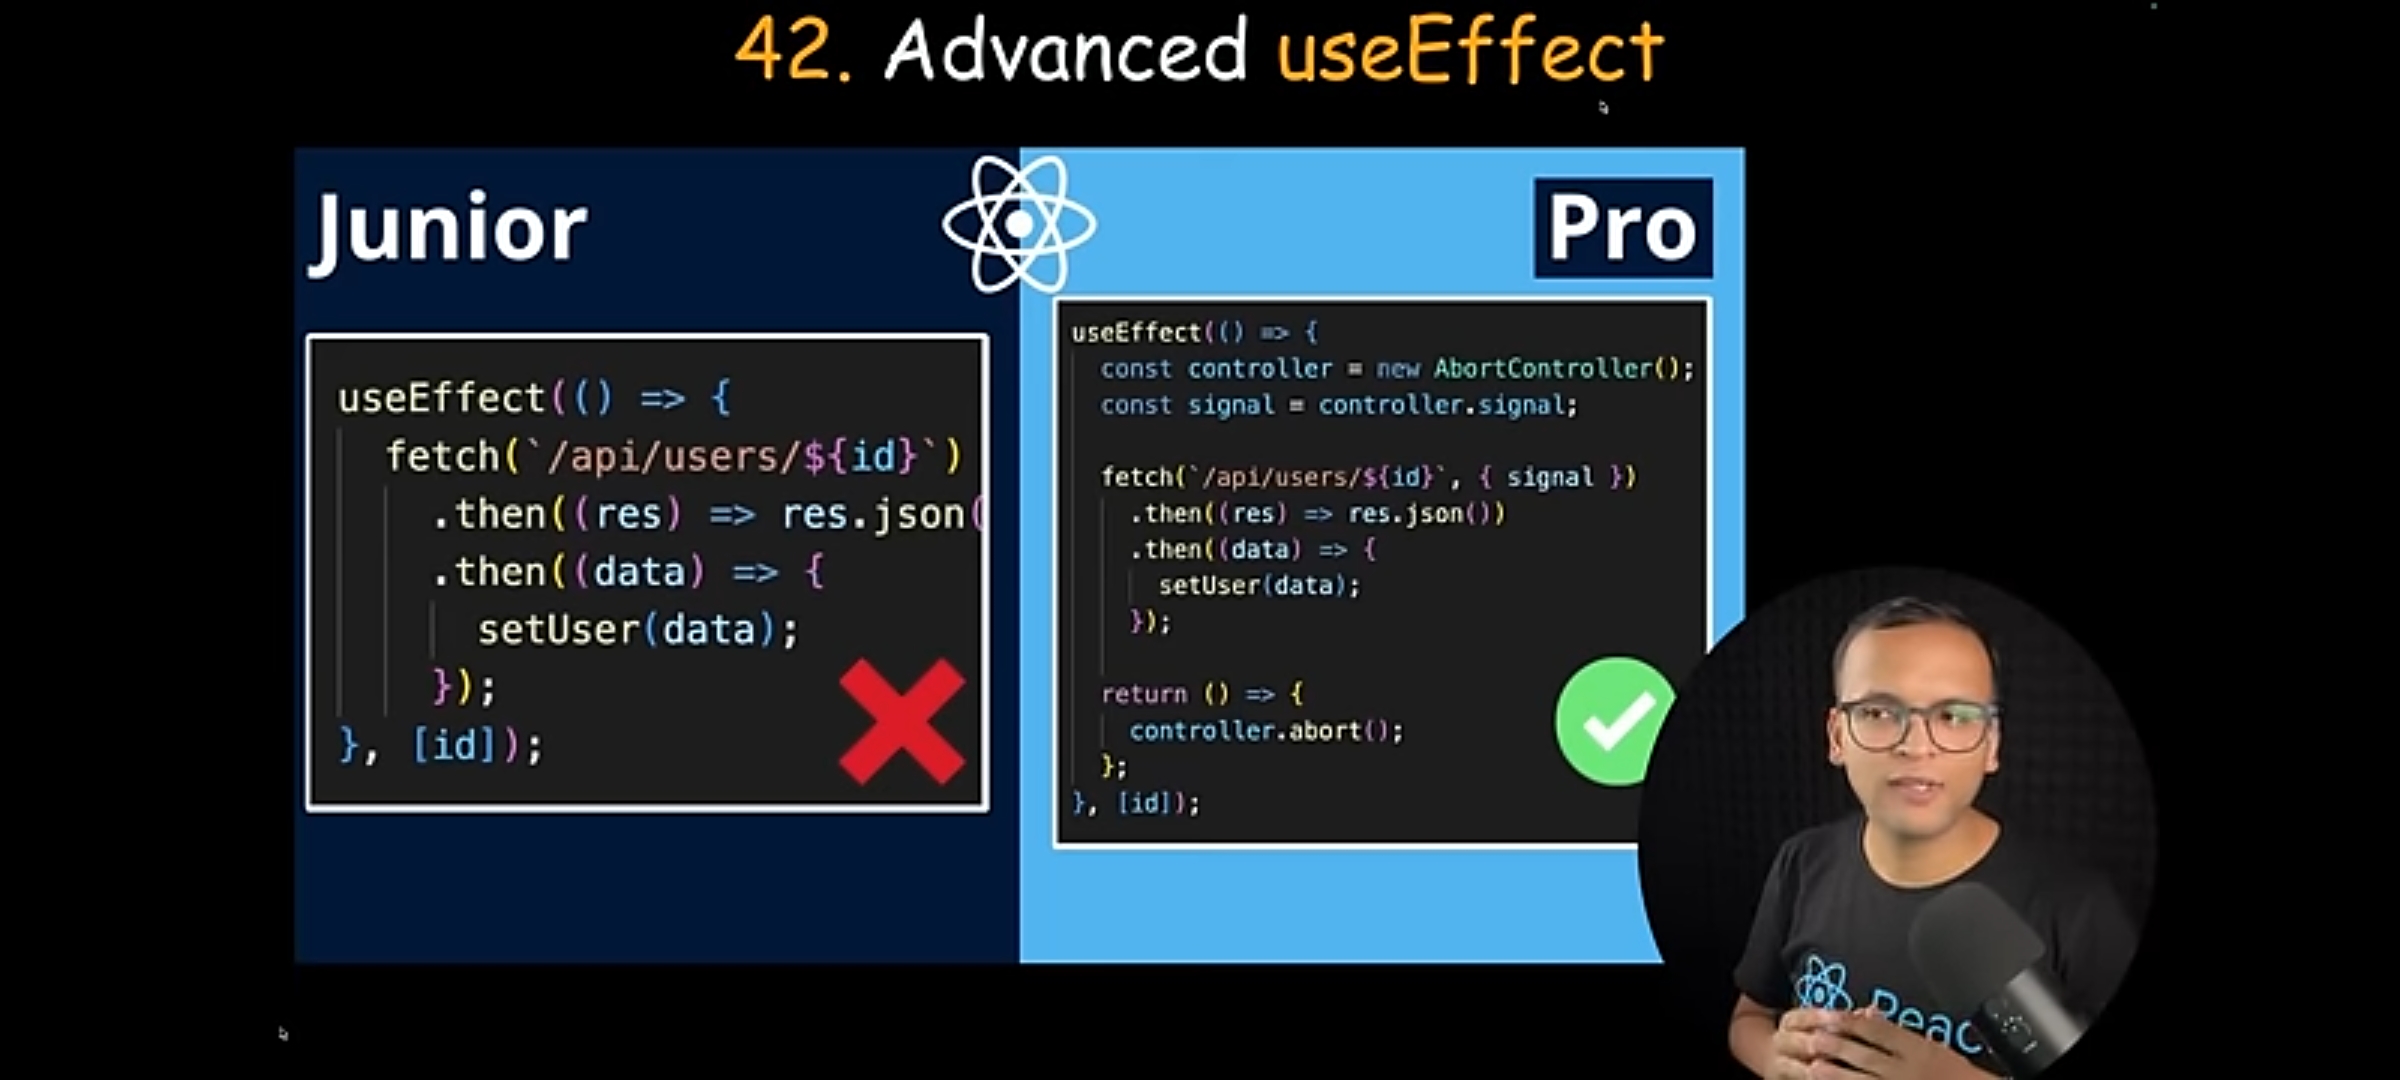 42. Advanced useEffect
Junior
useEffect(() => {
fetch(`/api/users/${id}`)
.then((res) => res.json(
.then((data) => {
setUser(data);
});
}, [id]);
Pro
useEffect(() => {
const controller = new AbortController();
const signal = controller.signal;
fetch(`/api/users/${id}`, { signal })
.then((res) => res.json())
.then((data) => {
setUser(data);
});
return () => {
controller.abort();
};
}, [id]);
Reac